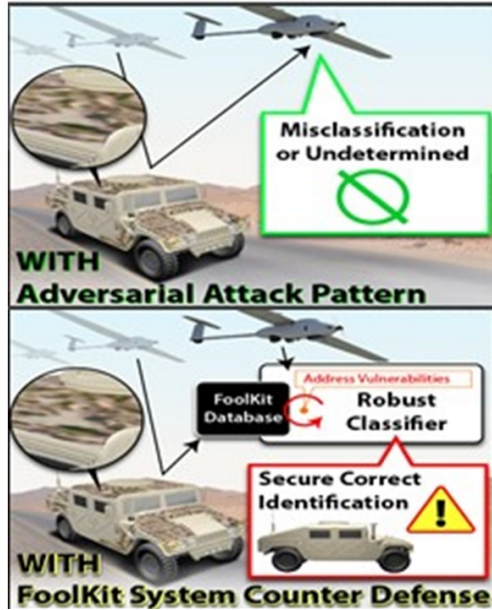 Misclassification
or Undetermined
WITH
Adversarial Attack Pattern
Address Vulnerabilities
FoolKit
Database
Robust
Classifier
Secure Correct
Identification
!
WITH
FoolKit System Counter Defense